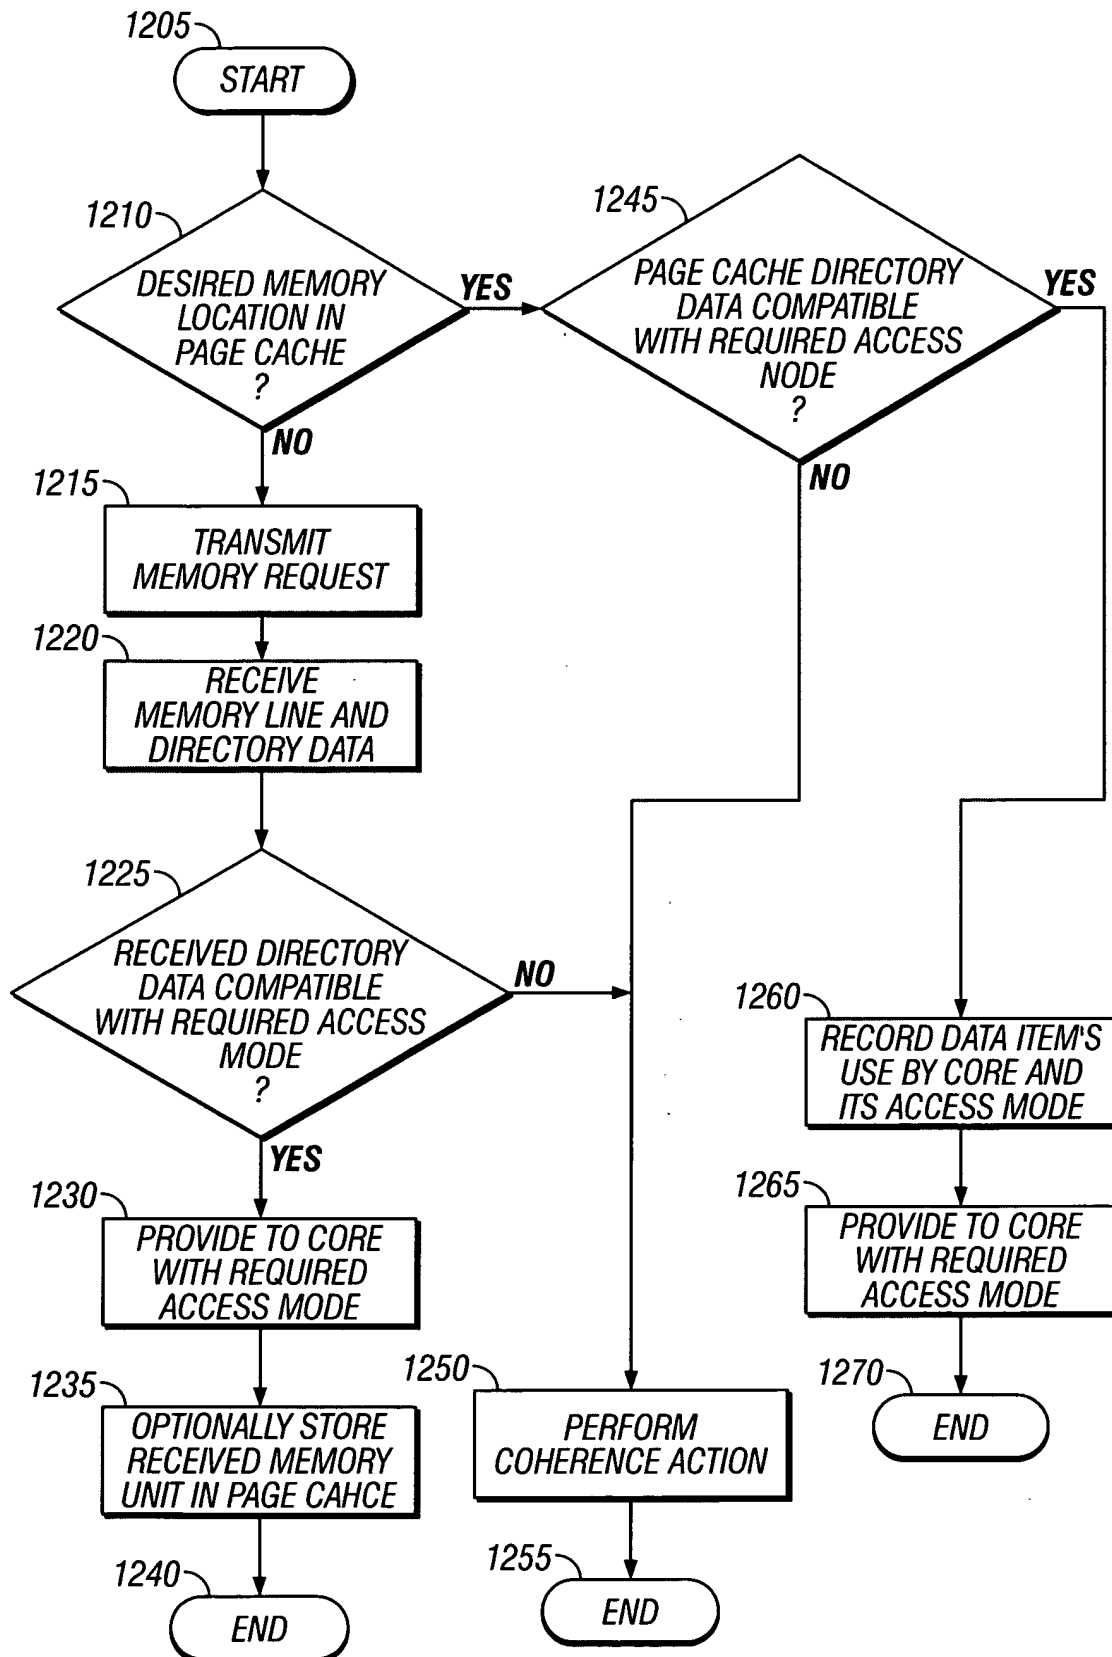 1205
START
1210
DESIRED MEMORY
LOCATION IN
PAGE CACHE
?
YES
NO
1245
PAGE CACHE DIRECTORY
DATA COMPATIBLE
WITH REQUIRED ACCESS
NODE
?
YES
NO
1215
TRANSMIT
MEMORY REQUEST
1220
RECEIVE
MEMORY LINE AND
DIRECTORY DATA
1225
RECEIVED DIRECTORY
DATA COMPATIBLE
WITH REQUIRED ACCESS
MODE
?
NO
YES
1230
PROVIDE TO CORE
WITH REQUIRED
ACCESS MODE
1235
OPTIONALLY STORE
RECEIVED MEMORY
UNIT IN PAGE CAHCE
1240
END
1250
PERFORM
COHERENCE ACTION
1255
END
1260
RECORD DATA ITEM'S
USE BY CORE AND
ITS ACCESS MODE
1265
PROVIDE TO CORE
WITH REQUIRED
ACCESS MODE
1270
END